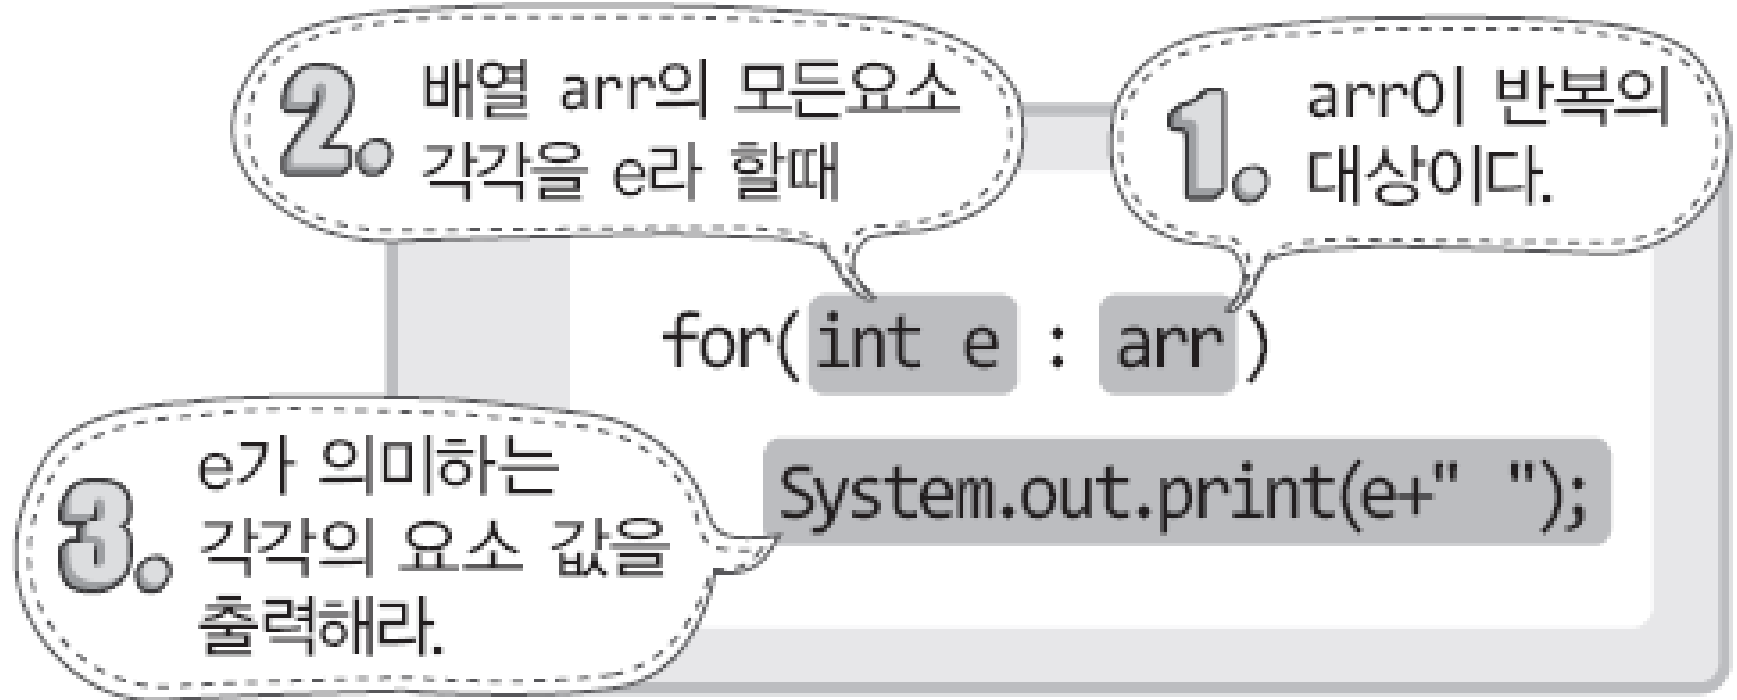 2. 배열 arr의 모든요소
각각을 e라 할때
1. arr이 반복의
대상이다.
for(int e : arr)
System.out.print(e+" ");
3. e가 의미하는
각각의 요소 값을
출력해라.